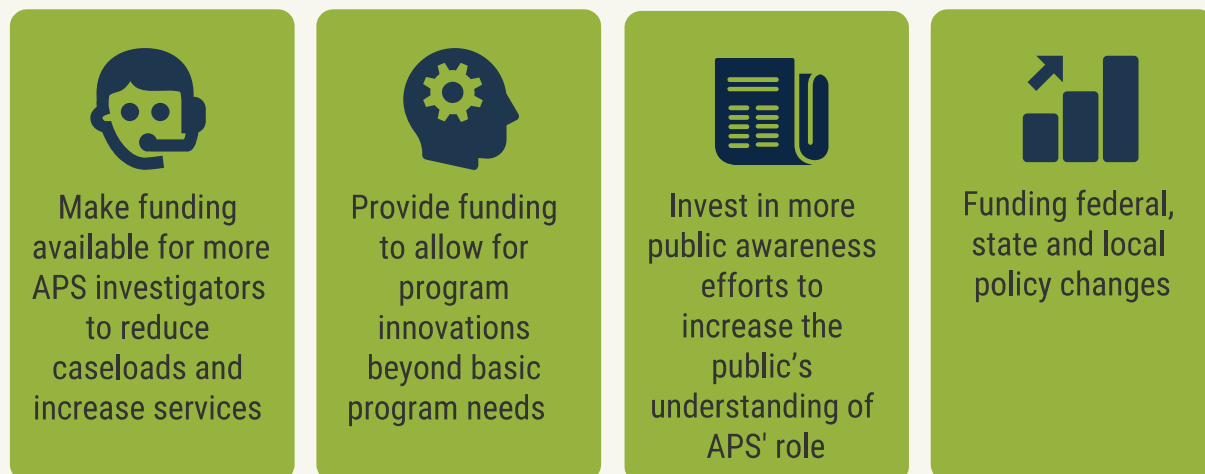 Make funding
available for more
APS investigators
to reduce
caseloads and
increase services
Provide funding
to allow for
program
innovations
beyond basic
program needs
Invest in more
public awareness
efforts to
increase the
public’s
understanding of
APS' role
Funding federal,
state and local
policy changes